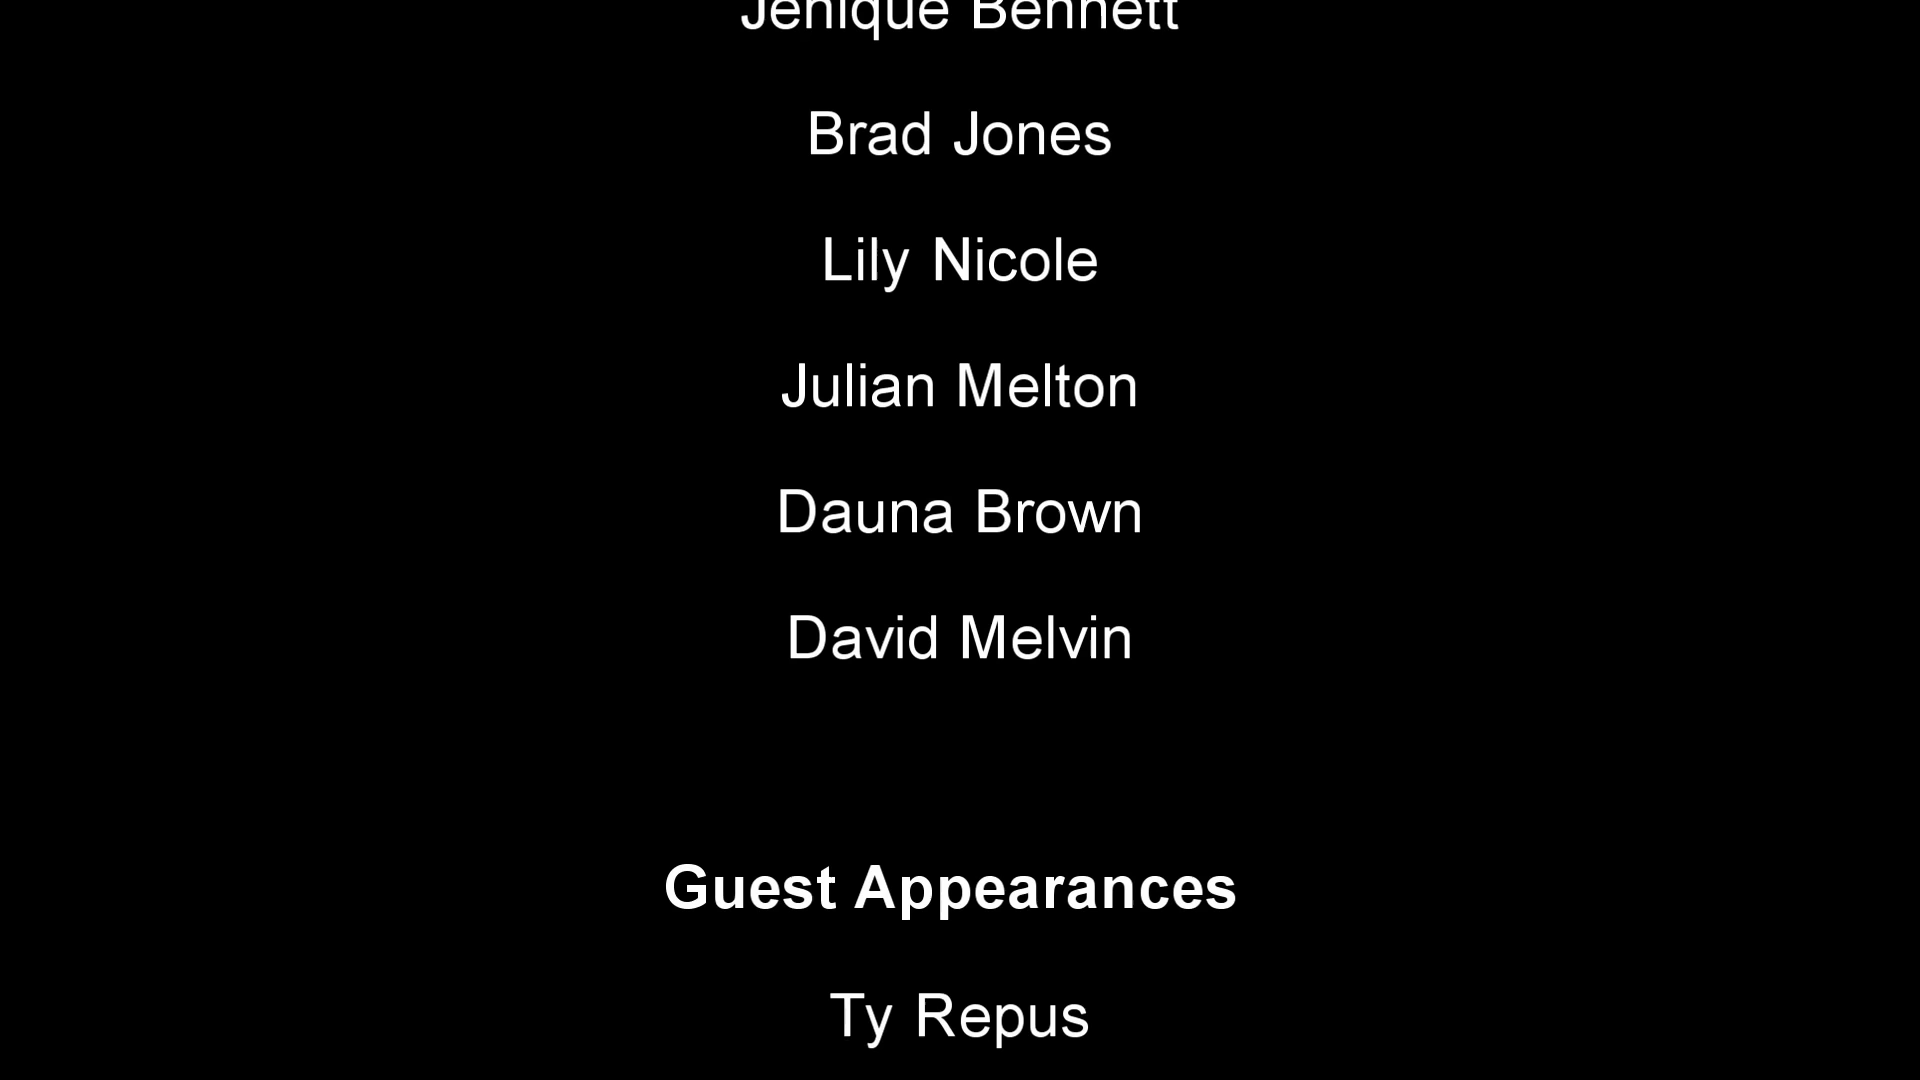 Jenique Bennett
Brad Jones
Lily Nicole
Julian Melton
Dauna Brown
David Melvin
Guest Appearances
Ty Repus